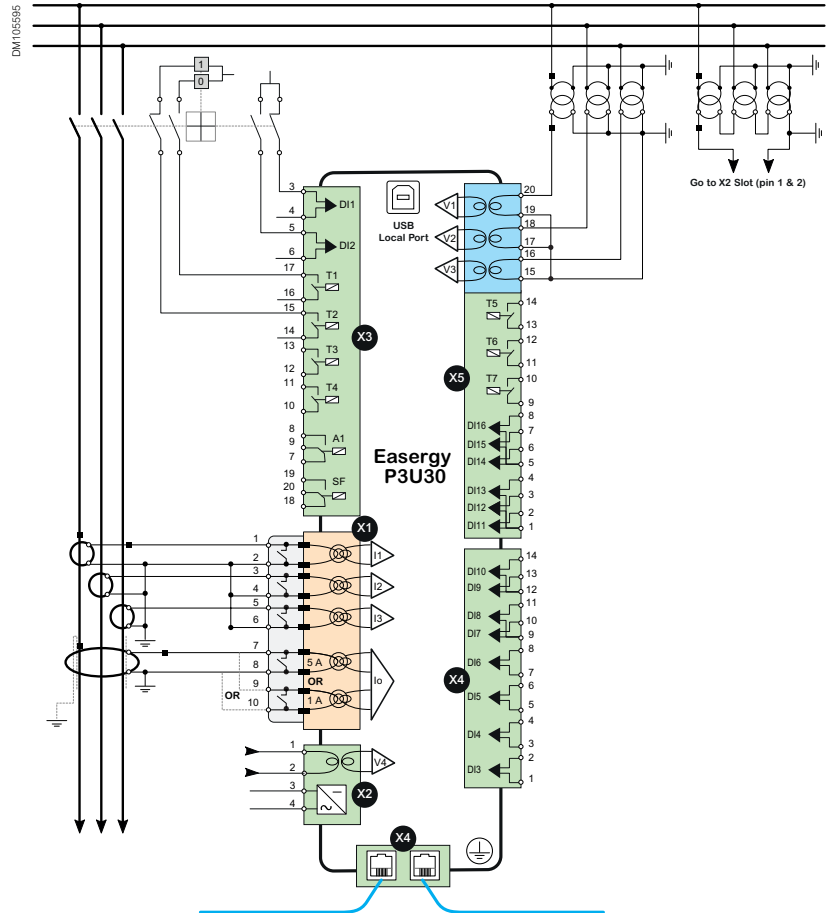 DM105595
1
0
Go to X2 Slot (pin 1 & 2)
USB
Local Port
3
4
DI1
5
6
DI2
17
T1
16
15
T2
14
13
T3
12
11
T4
10
8
9
A1
7
19
20
SF
18
X3
Easergy
P3U30
V1
20
19
V2
18
17
V3
16
15
T5
14
13
T6
12
11
T7
10
9
X5
DI16
8
7
DI15
6
DI14
5
DI13
4
3
DI12
2
DI11
1
X1
1
2
I1
3
4
I2
5
6
I3
7
8
5 A
OR
9
10
OR
1 A
Io
DI10
14
13
DI9
12
11
DI8
10
DI7
9
8
DI6
7
6
DI5
5
4
DI4
3
2
DI3
1
X4
1
2
V4
3
4
X2
X4